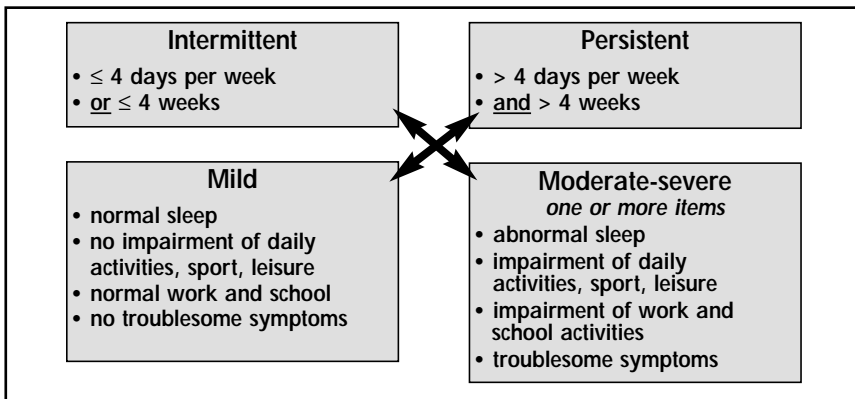 Intermittent
• ≤ 4 days per week
• or ≤ 4 weeks
Persistent
• > 4 days per week
• and > 4 weeks
Mild
• normal sleep
• no impairment of daily
activities, sport, leisure
• normal work and school
• no troublesome symptoms
Moderate-severe
one or more items
• abnormal sleep
• impairment of daily
activities, sport, leisure
• impairment of work and
school activities
• troublesome symptoms